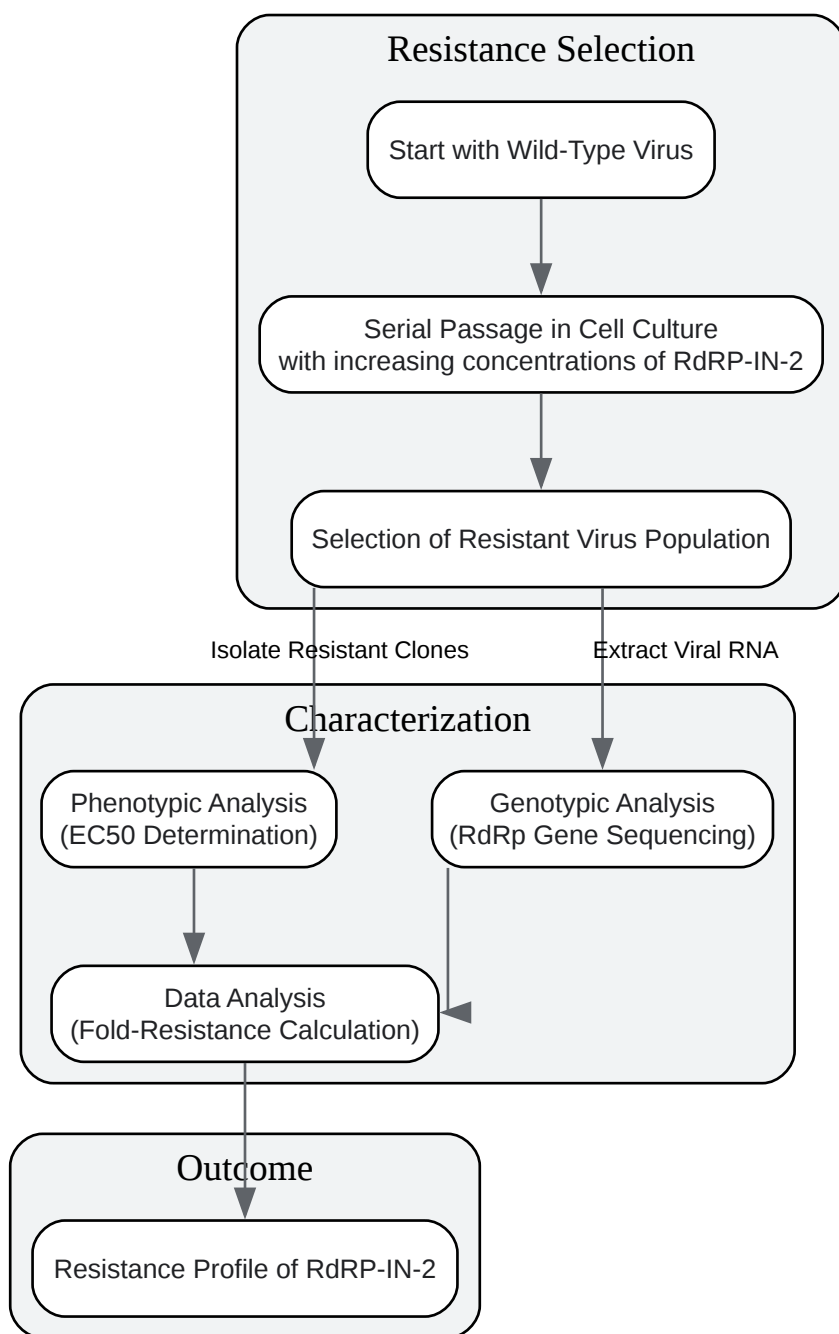 Resistance Selection
Start with Wild-Type Virus
Serial Passage in Cell Culture
with increasing concentrations of RdRP-IN-2
Selection of Resistant Virus Population
Isolate Resistant Clones
Extract Viral RNA
Characterization
Phenotypic Analysis
(EC50 Determination)
Genotypic Analysis
(RdRp Gene Sequencing)
Data Analysis
(Fold-Resistance Calculation)
Outcome
Resistance Profile of RdRP-IN-2